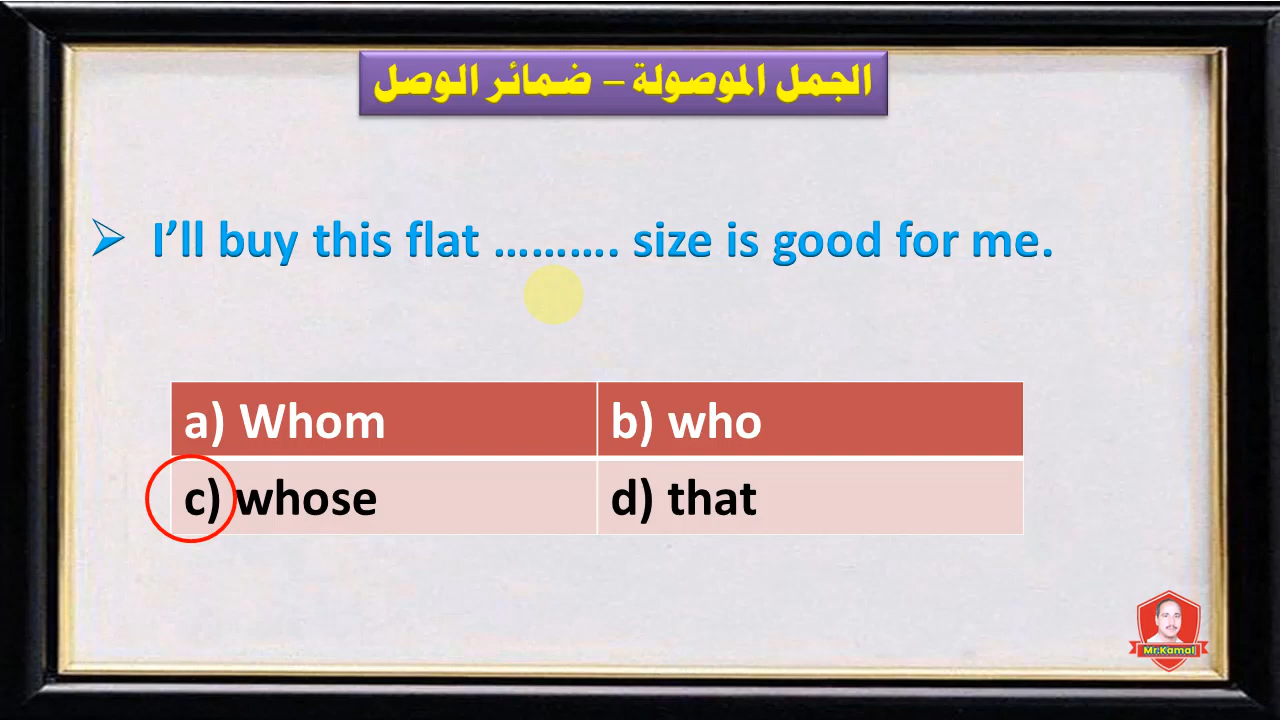 الجمل الموصولة – ضمائر الوصل
➢ I’ll buy this flat ………. size is good for me.
a) Whom
b) who
c) whose
d) that
Mr.Kamal